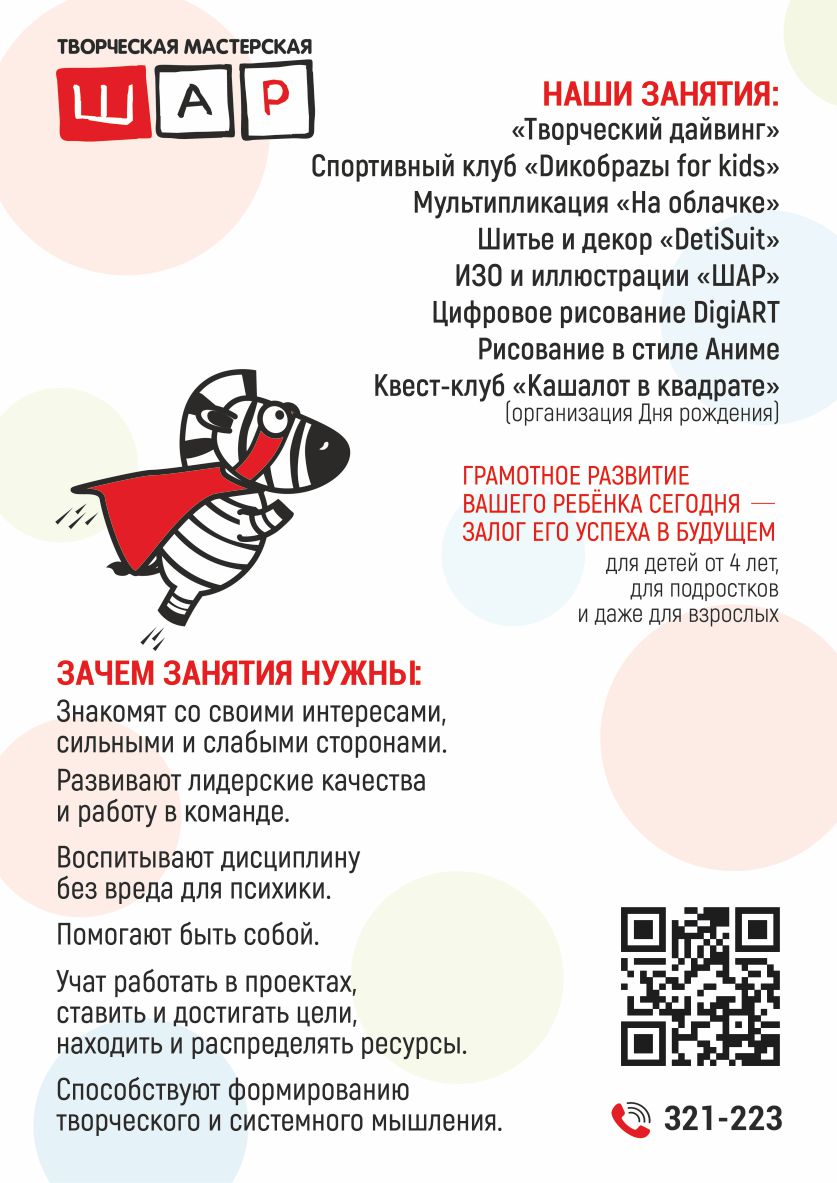 ТВОРЧЕСКАЯ МАСТЕРСКАЯ
ШАР
НАШИ ЗАНЯТИЯ:
«Творческий дайвинг»
Спортивный клуб «Dикобраzы for kids»
Мультипликация «На облачке»
Шитье и декор «DetiSuit»
ИЗО и иллюстрации «ШАР»
Цифровое рисование DigiART
Рисование в стиле Аниме
Квест-клуб «Кашалот в квадрате»
(организация Дня рождения)
ГРАМОТНОЕ РАЗВИТИЕ
ВАШЕГО РЕБЁНКА СЕГОДНЯ —
ЗАЛОГ ЕГО УСПЕХА В БУДУЩЕМ
для детей от 4 лет,
для подростков
и даже для взрослых
ЗАЧЕМ ЗАНЯТИЯ НУЖНЫ:
Знакомят со своими интересами,
сильными и слабыми сторонами.
Развивают лидерские качества
и работу в команде.
Воспитывают дисциплину
без вреда для психики.
Помогают быть собой.
Учат работать в проектах,
ставить и достигать цели,
находить и распределять ресурсы.
Способствуют формированию
творческого и системного мышления.
321-223